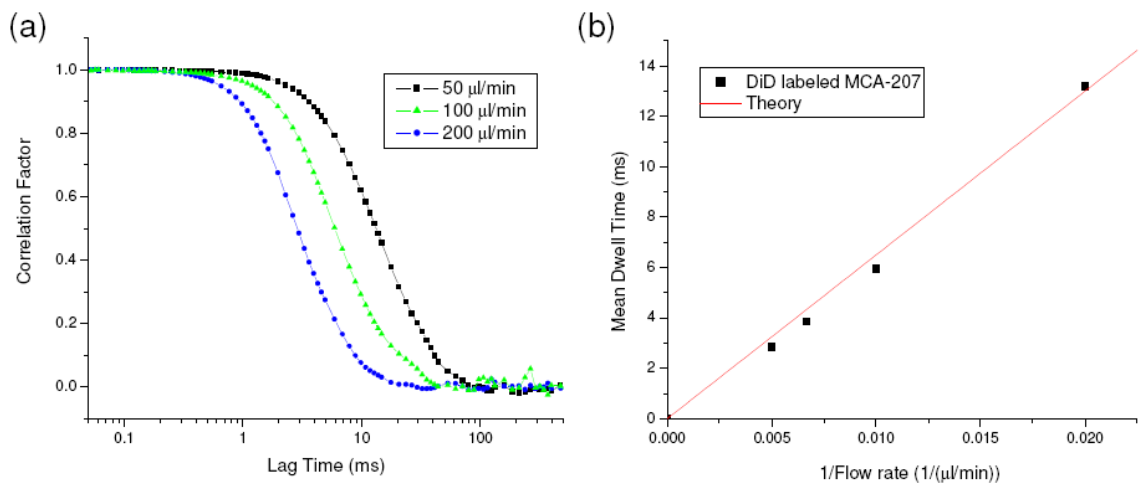 (a)
1.0
0.8
0.6
0.4
0.2
0.0
Correlation Factor
50 μl/min
100 μl/min
200 μl/min
0.1 1 10 100
Lag Time (ms)
(b)
14
12
10
8
6
4
2
0
Mean Dwell Time (ms)
DiD labeled MCA-207
Theory
0.000 0.005 0.010 0.015 0.020
1/Flow rate (1/(μl/min))